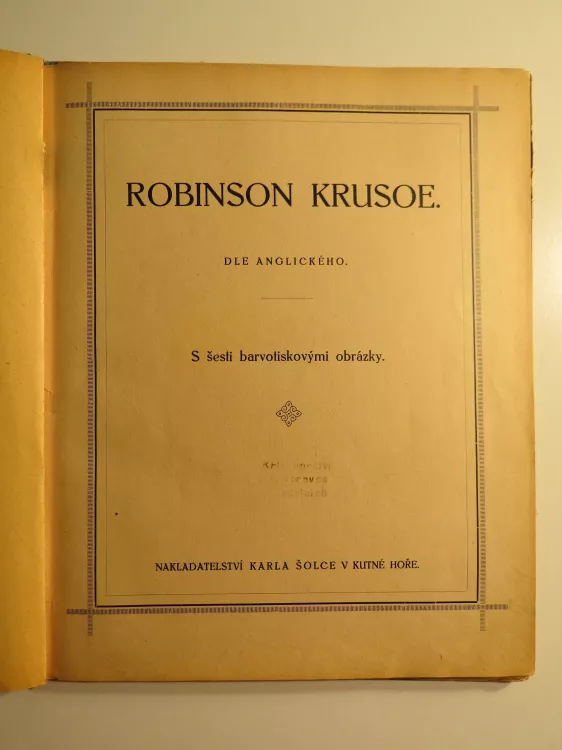 ROBINSON KRUSOE.
DLE ANGLICKÉHO.
S šesti barvotiskovými obrázky.
NAKLADATELSTVÍ KARLA ŠOLCE V KUTNÉ HOŘE.